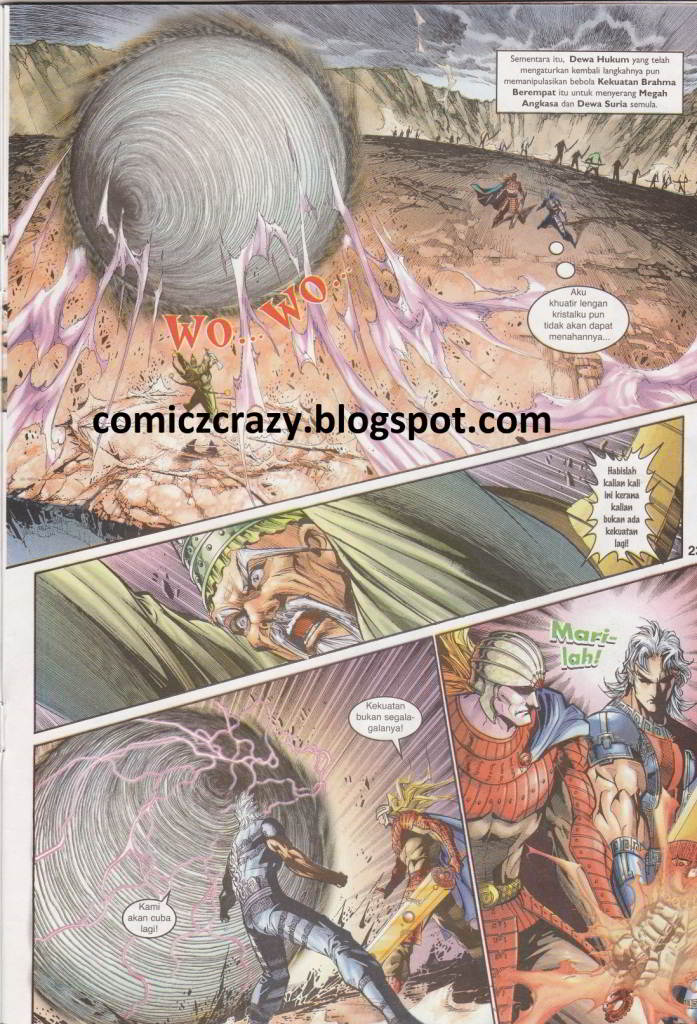 Sementara itu, Dewa Hukum yang telah
mengaturkan kembali langkahnya pun
memanipulasikan bebola Kekuatan Brahma
Berempat itu untuk menyerang Megah
Angkasa dan Dewa Suria semula.
Aku
khuatir lengan
kristalku pun
tidak akan dapat
menahannya...
WO... WO...
comiczcrazy.blogspot.com
Habislah
kalian kali
ini kerana
kalian
bukan ada
kekuatan
lagi!
Kekuatan
bukan segala-
galanya!
Kami
akan cuba
lagi!
Mari-
lah!